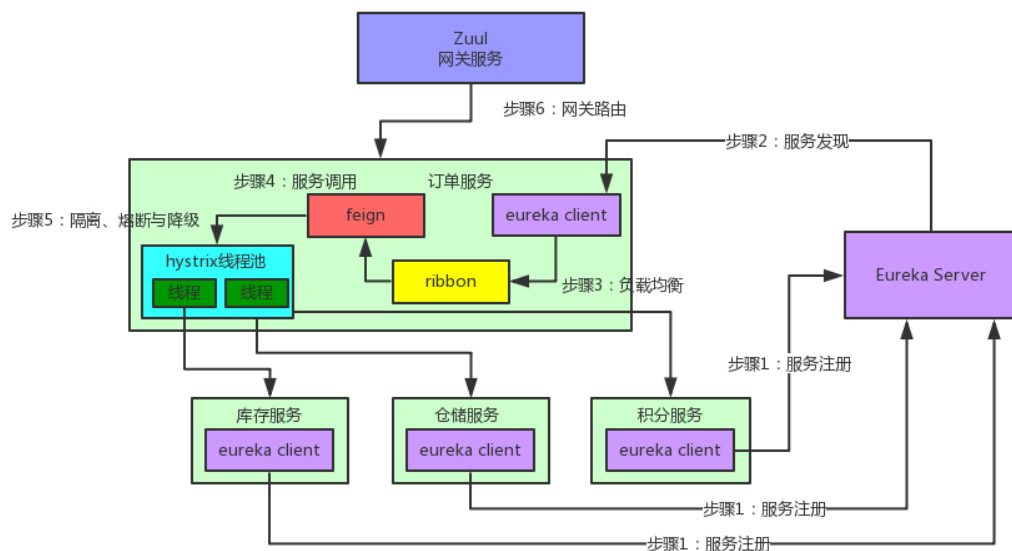 Zuul
网关服务
步骤6：网关路由
步骤2：服务发现
步骤4：服务调用
订单服务
feign
eureka client
步骤5：隔离、熔断与降级
hystrix线程池
线程
线程
ribbon
步骤3：负载均衡
Eureka Server
步骤1：服务注册
库存服务
eureka client
仓储服务
eureka client
积分服务
eureka client
步骤1：服务注册
步骤1：服务注册